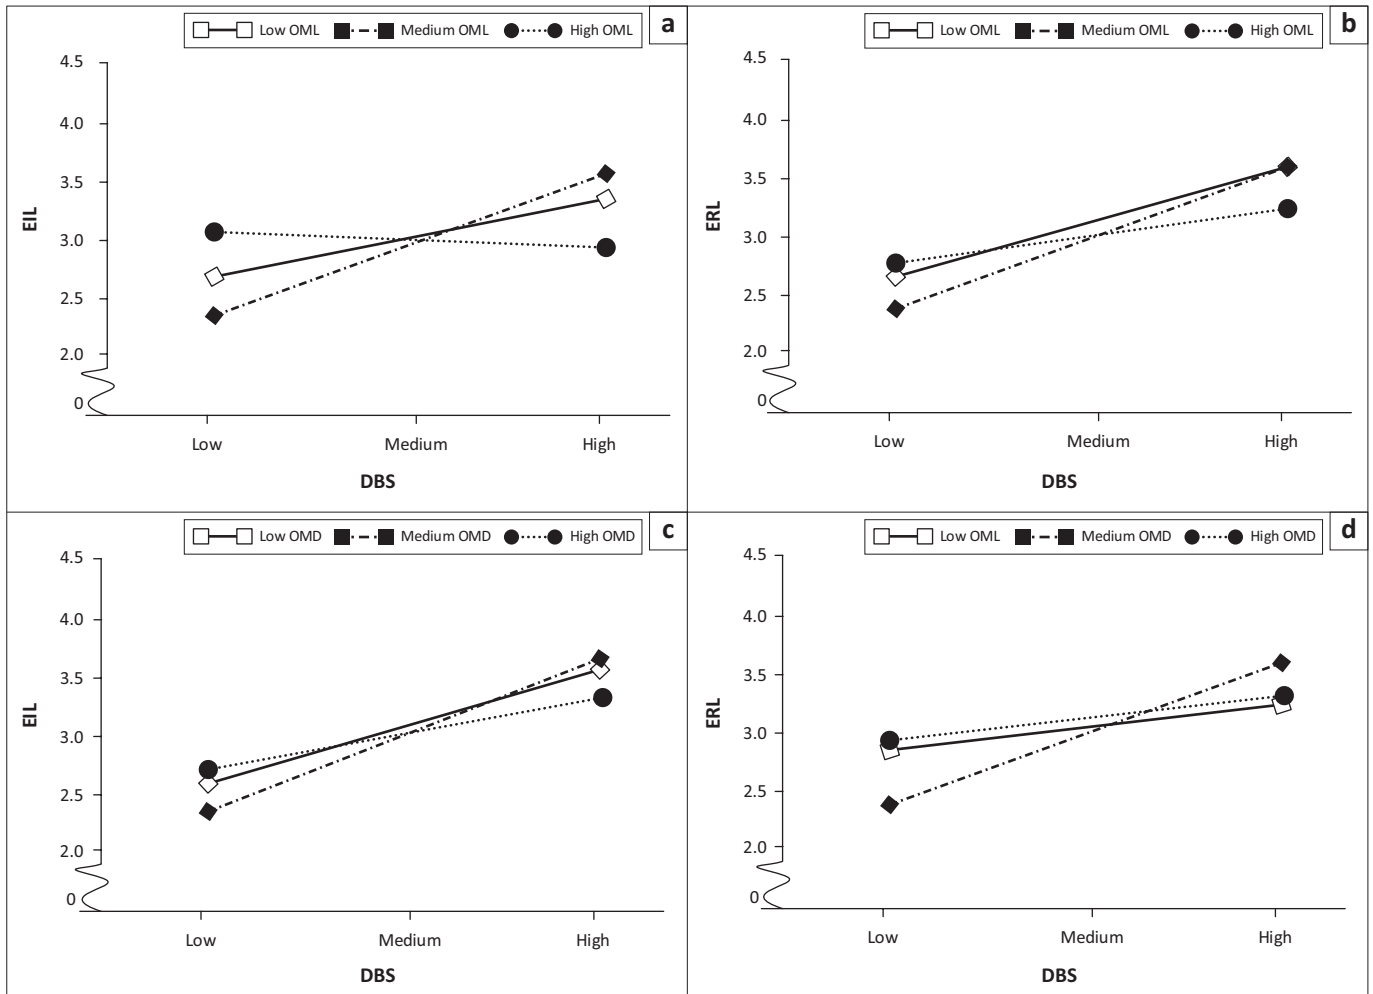 Low OML Medium OML High OML a
4.5
4.0
3.5
3.0
2.5
2.0
0
EIL
Low Medium High
DBS
Low OML Medium OML High OML b
4.5
4.0
3.5
3.0
2.5
2.0
0
ERL
Low Medium High
DBS
Low OMD Medium OMD High OMD c
4.5
4.0
3.5
3.0
2.5
2.0
0
EIL
Low Medium High
DBS
Low OML Medium OMD High OMD d
4.5
4.0
3.5
3.0
2.5
2.0
0
ERL
Low Medium High
DBS